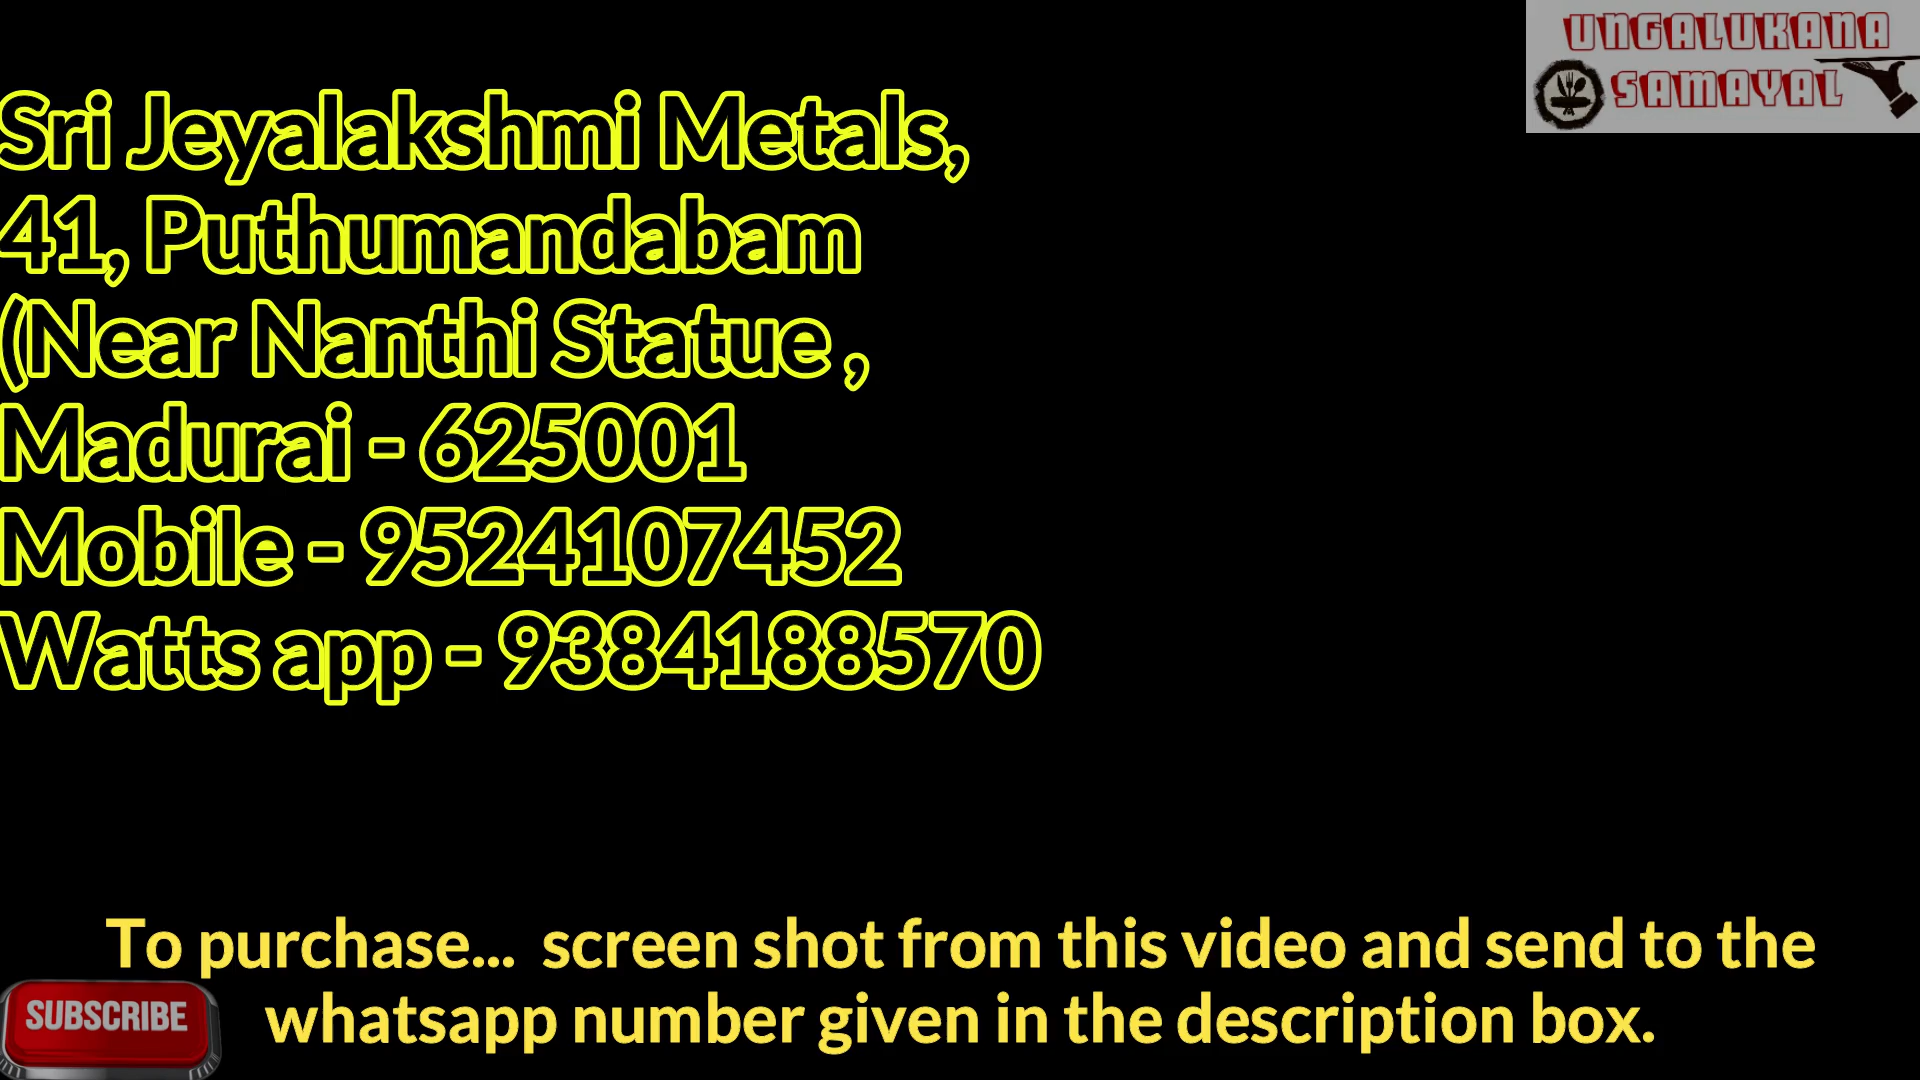 UNGALUKANA
SAMAYAL
Sri Jeyalakshmi Metals,
41, Puthumandabam
(Near Nanthi Statue ,
Madurai - 625001
Mobile - 9524107452
Watts app - 9384188570
To purchase... screen shot from this video and send to the
whatsapp number given in the description box.
SUBSCRIBE